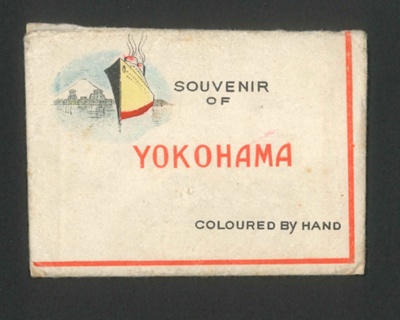 SOUVENIR
OF
YOKOHAMA
COLOURED By HAND